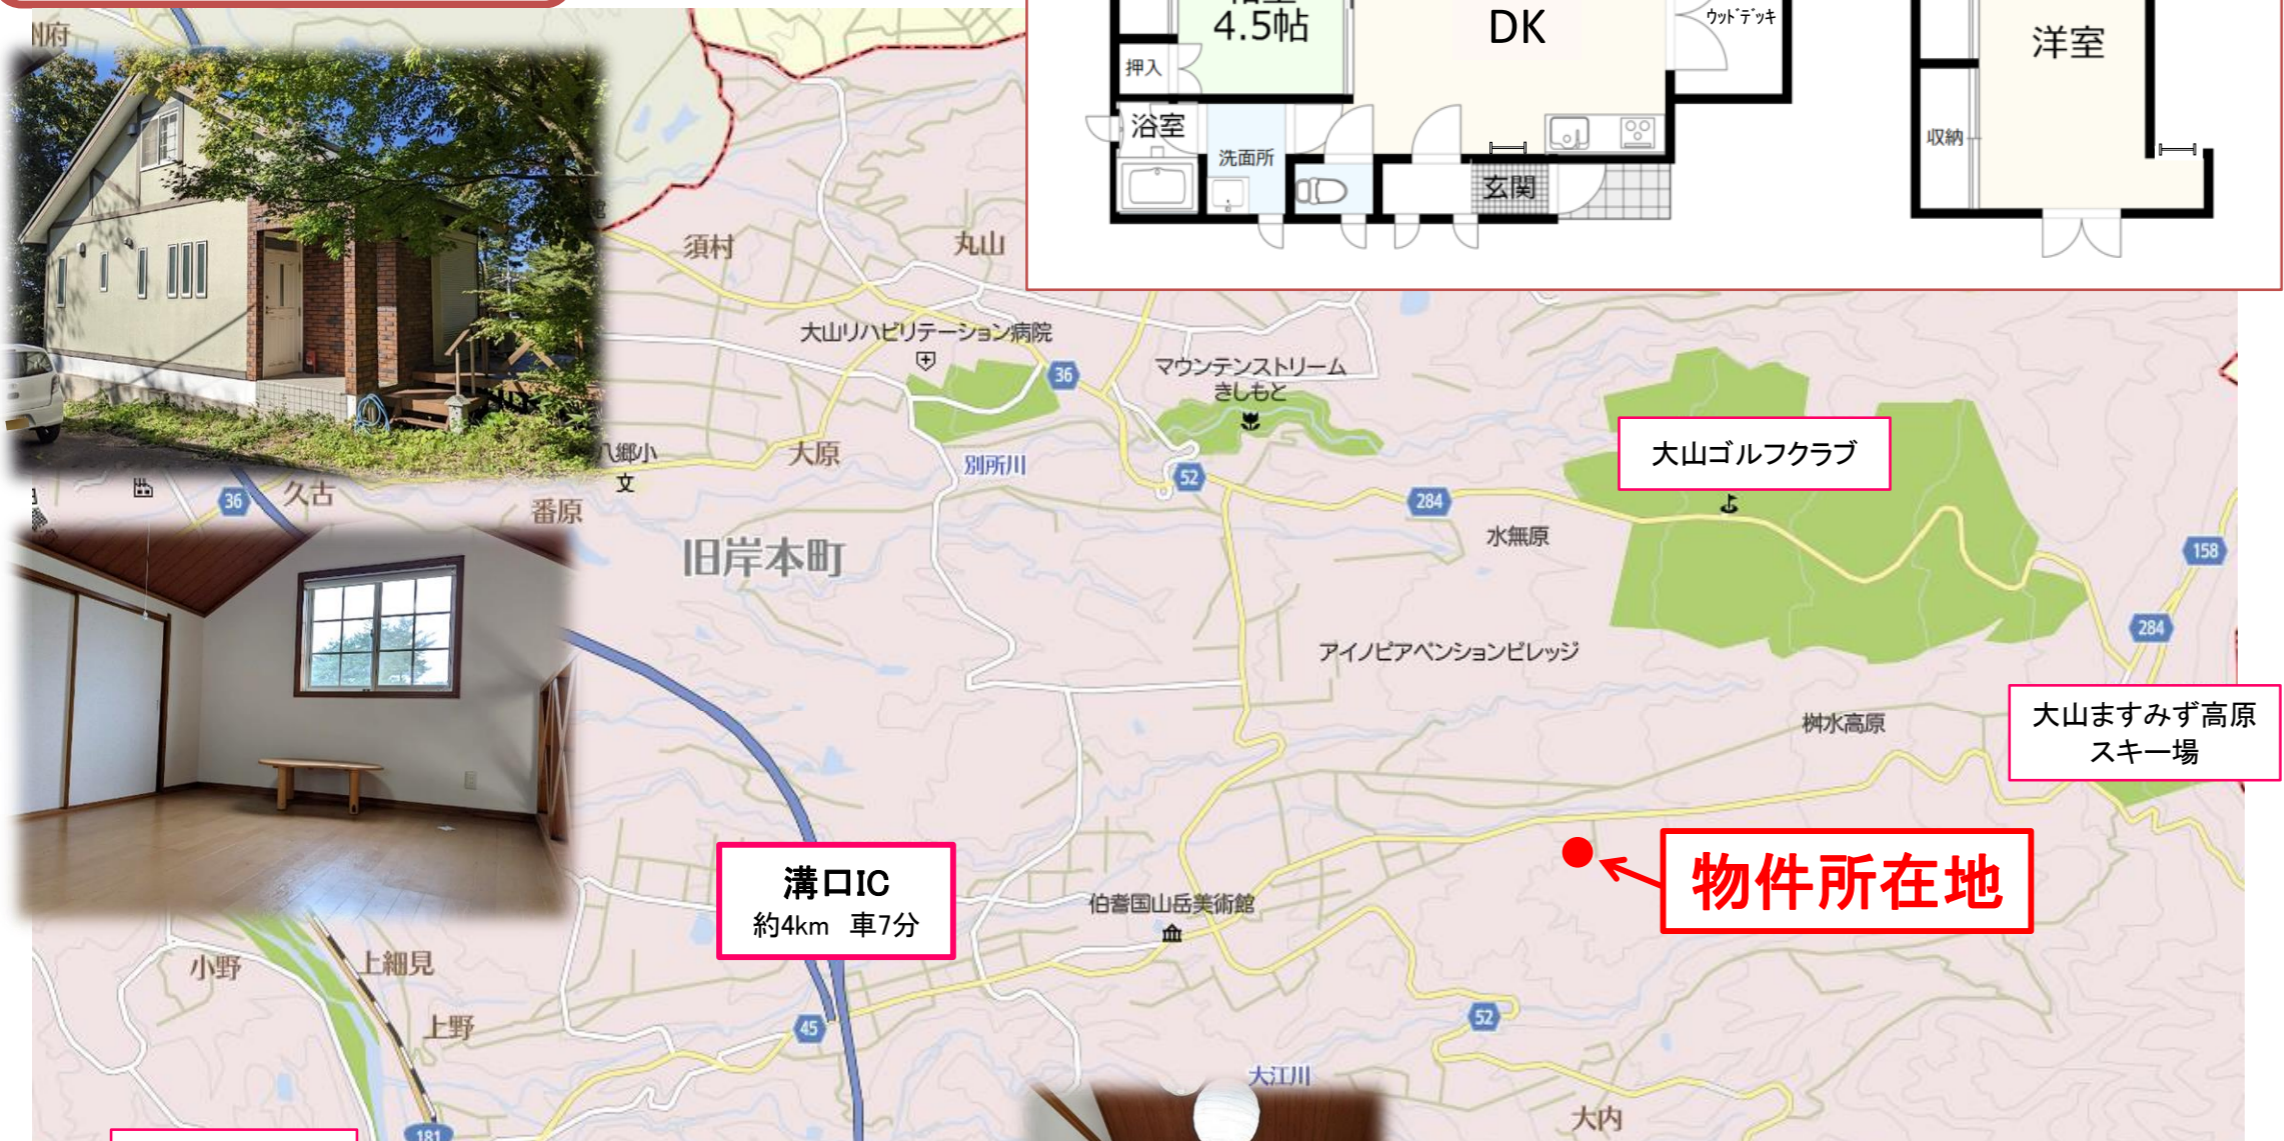 4.5帖
DK
ウッドデッキ
押入
洋室
浴室
洗面所
収納
玄関
須村
丸山
大山リハビリテーション病院
36
マウンテンストリーム
きしもと
大山ゴルフクラブ
八郷小
文
大原
別所川
52
284
36
久古
番原
水無原
158
旧岸本町
284
アイノピアペンションビレッジ
大山ますみず高原
スキー場
桝水高原
溝口IC
約4km 車7分
物件所在地
伯耆国山岳美術館
小野
上細見
上野
45
52
大江川
大内
181